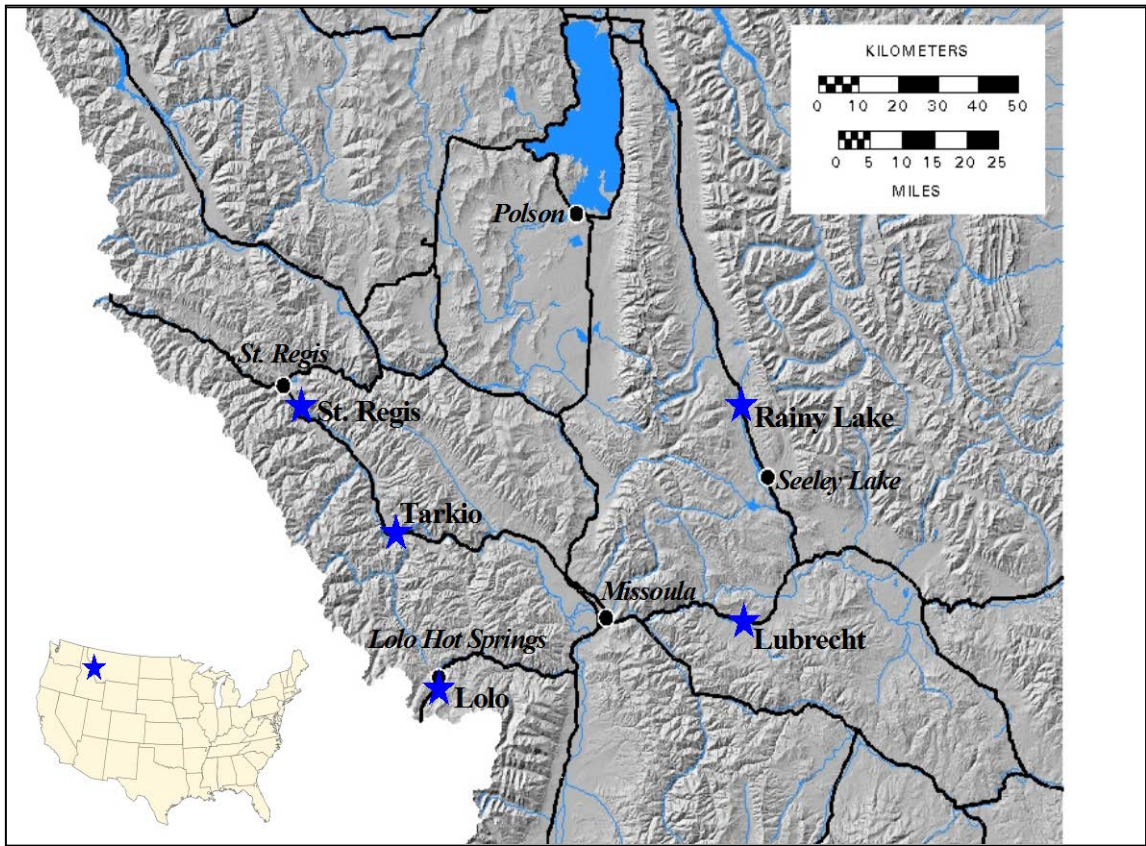 KILOMETERS
0 10 20 30 40 50
0 5 10 15 20 25
MILES
Polson
St. Regis
St. Regis
Rainy Lake
Seeley Lake
Tarkio
Missoula
Lubrecht
Lolo Hot Springs
Lolo